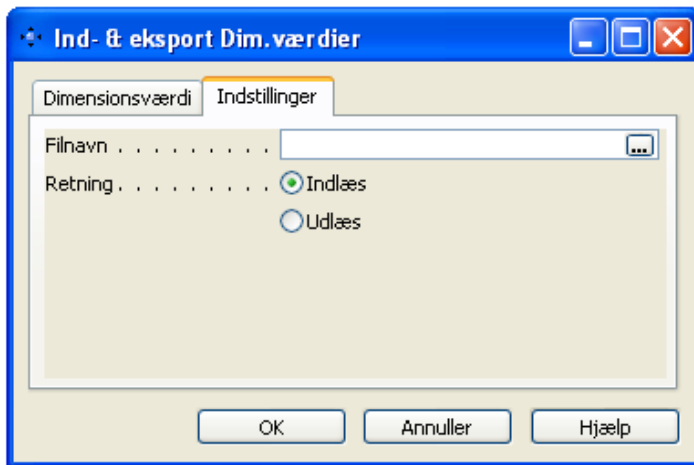 Ind- & eksport Dim.værdier
Dimensionsværdi Indstillinger
Filnavn . . . . . . . . . ...
Retning . . . . . . . . . Indlæs
Udlæs
OK Annuller Hjælp